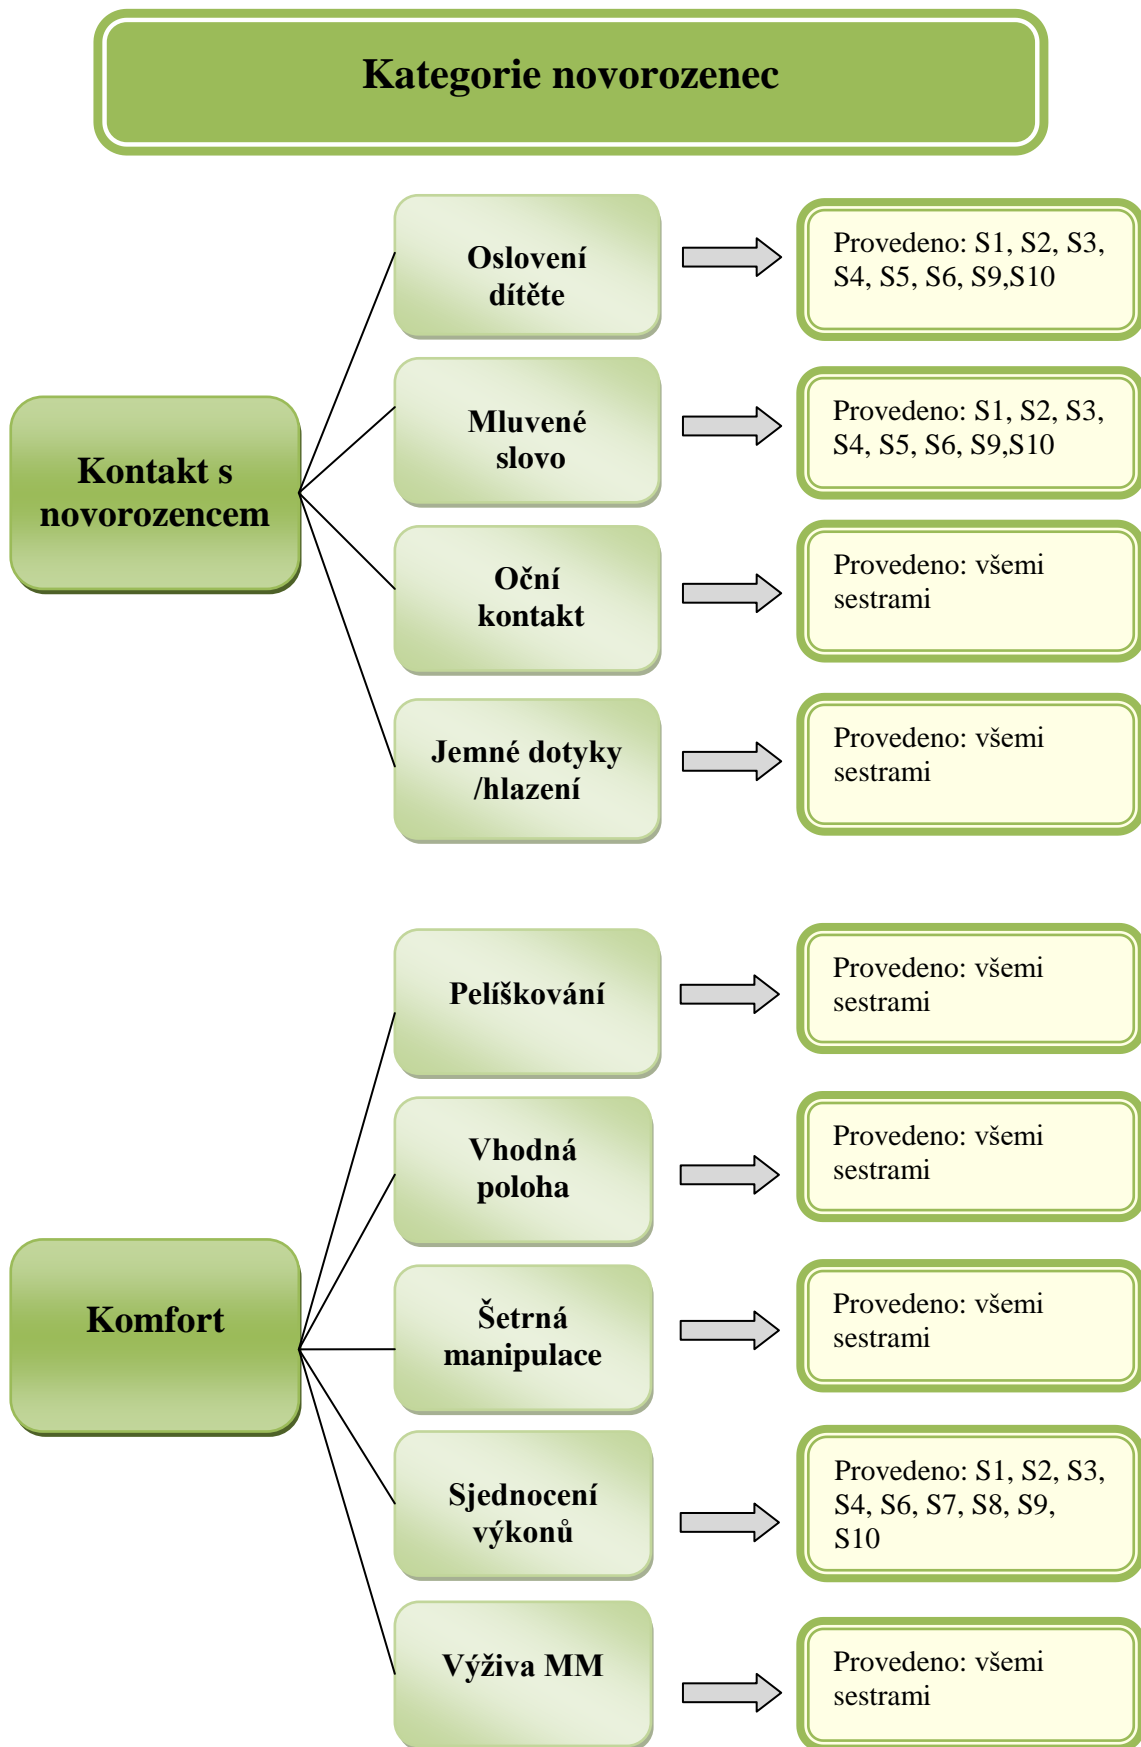 Kategorie novorozenec
Kontakt s
novorozencem
Oslovení
dítěte
Provedeno: S1, S2, S3,
S4, S5, S6, S9,S10
Mluvené
slovo
Provedeno: S1, S2, S3,
S4, S5, S6, S9,S10
Oční
kontakt
Provedeno: všemi
sestrami
Jemné dotyky
/hlazení
Provedeno: všemi
sestrami
Komfort
Pelíškování
Provedeno: všemi
sestrami
Vhodná
poloha
Provedeno: všemi
sestrami
Šetrná
manipulace
Provedeno: všemi
sestrami
Sjednocení
výkonů
Provedeno: S1, S2, S3,
S4, S6, S7, S8, S9,
S10
Výživa MM
Provedeno: všemi
sestrami